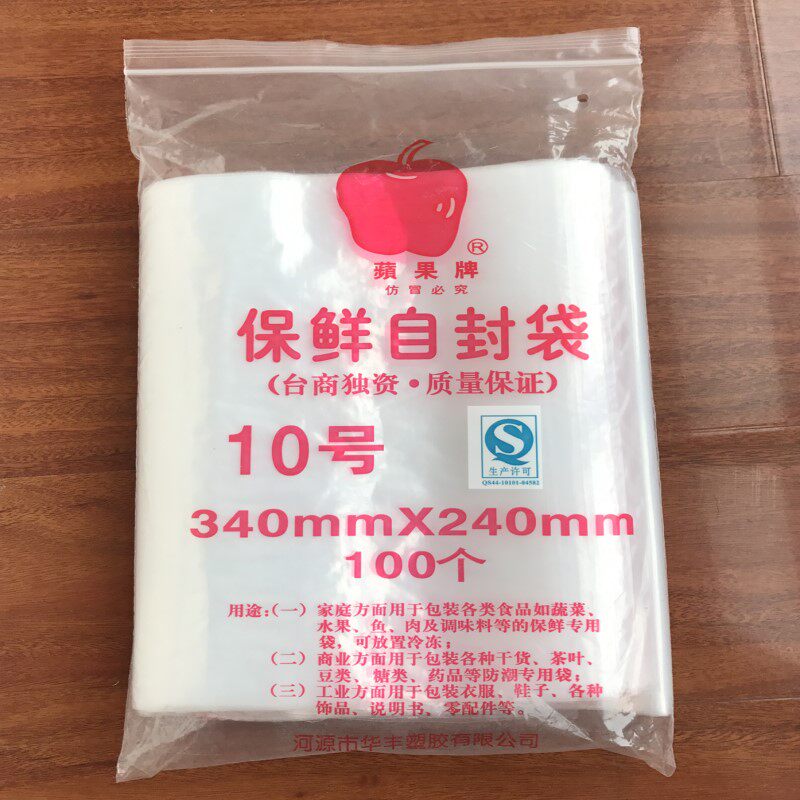 ®
蘋果牌
仿冒必究
保鲜自封袋
（台商独资·质量保证）
10号
生产许可
QS44-10101-04582
340mmX240mm
100个
用途：（一）家庭方面用于包装各类食品如蔬菜、
水果、鱼、肉及调味料等的保鲜专用
袋，可放置冷冻；
（二）商业方面用于包装各种干货、茶叶、
豆类、糖类、药品等防潮专用袋；
（三）工业方面用于包装衣服、鞋子、各种
饰品、说明书、零配件等。
河源市华丰塑胶有限公司